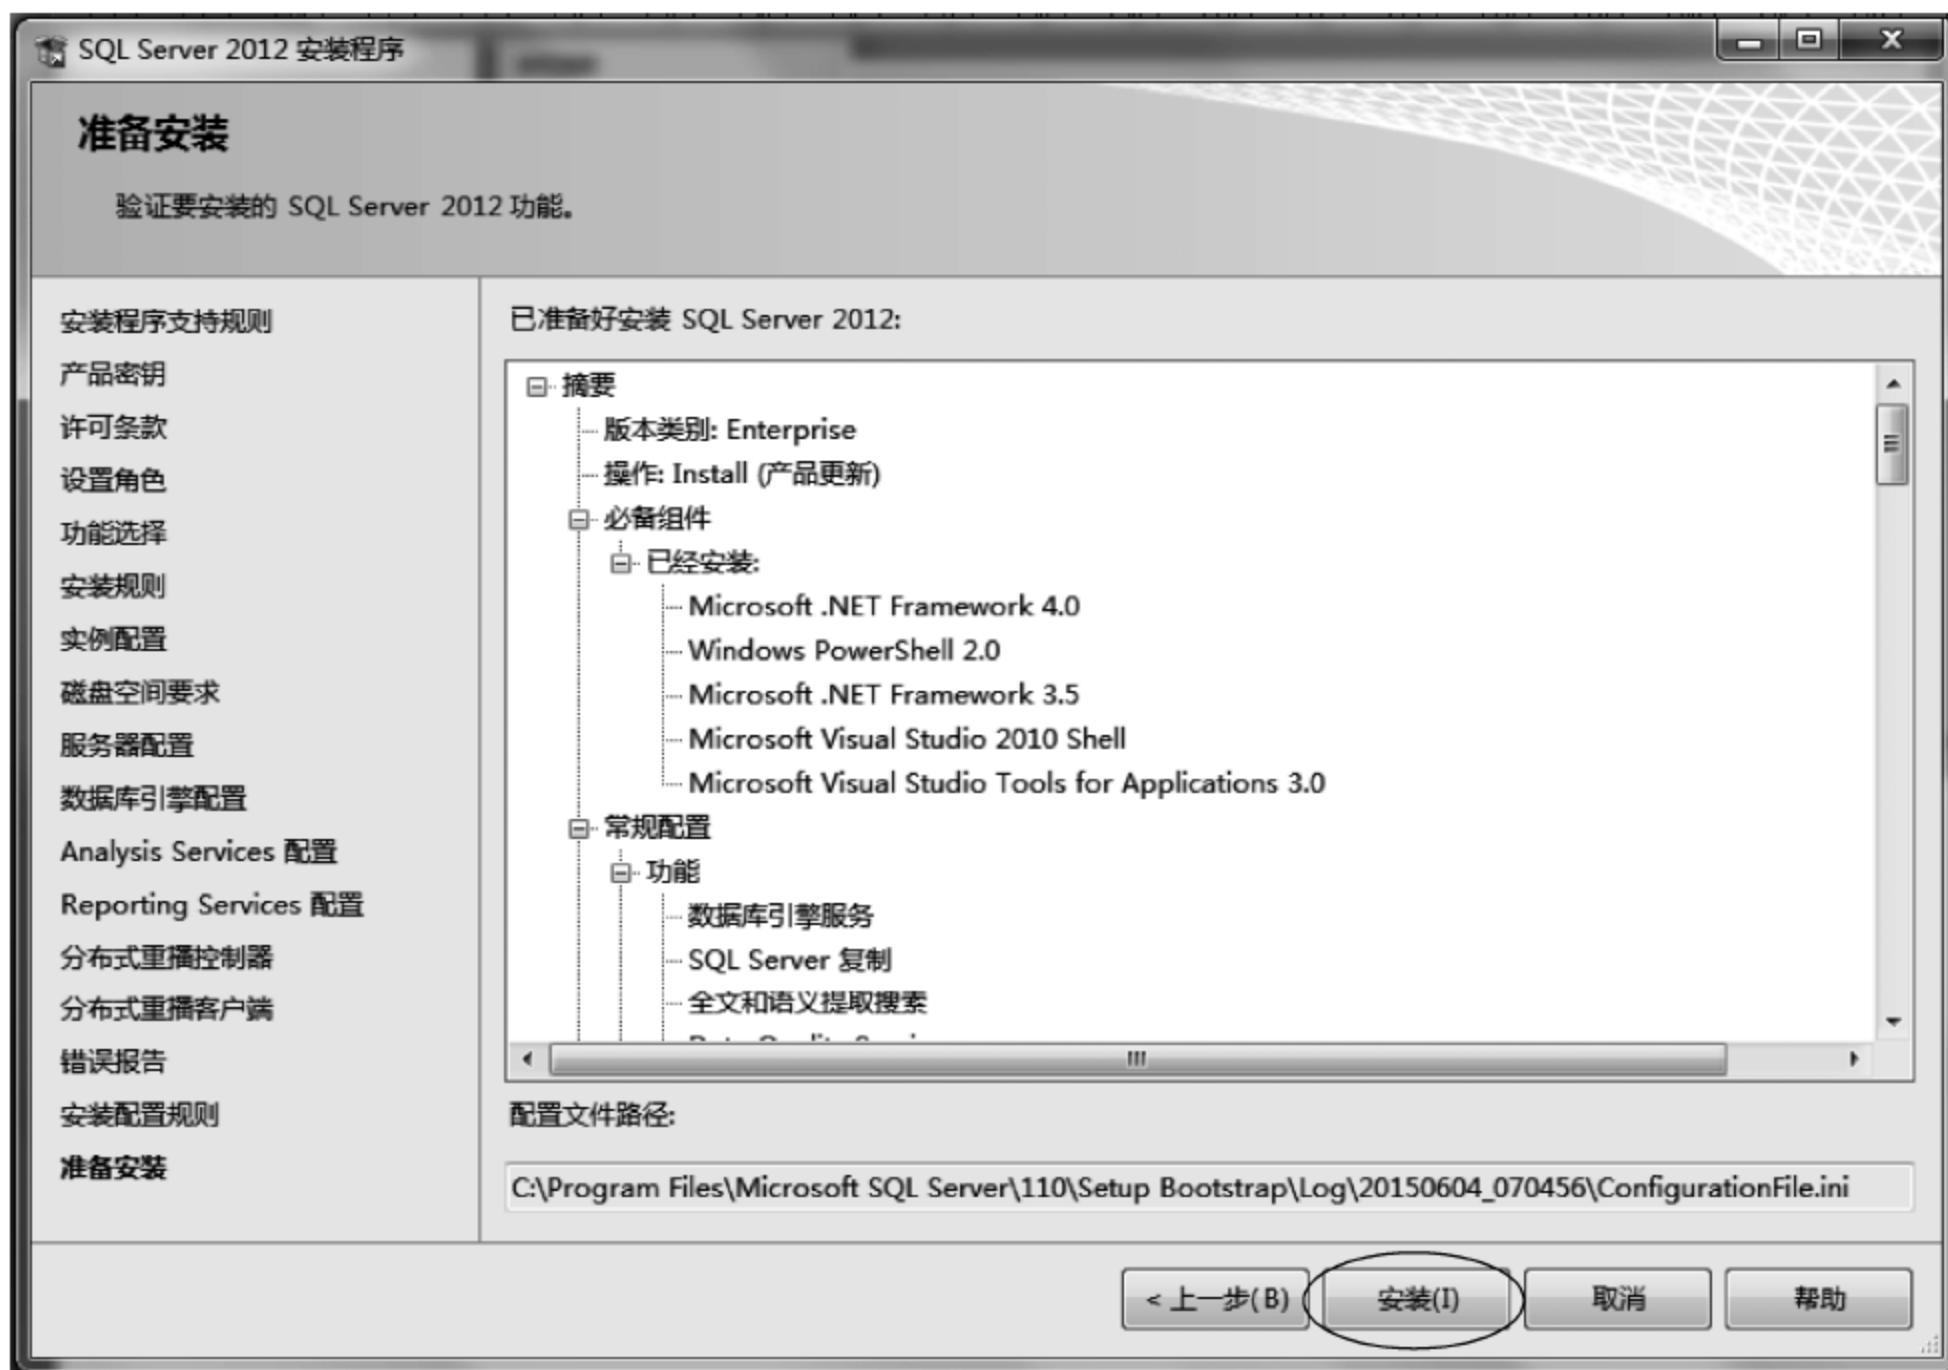 SQL Server 2012 安装程序
准备安装
验证要安装的 SQL Server 2012 功能。
安装程序支持规则
产品密钥
许可条款
设置角色
功能选择
安装规则
实例配置
磁盘空间要求
服务器配置
数据库引擎配置
Analysis Services 配置
Reporting Services 配置
分布式重播控制器
分布式重播客户端
错误报告
安装配置规则
准备安装
已准备好安装 SQL Server 2012:
摘要
版本类别: Enterprise
操作: Install (产品更新)
必备组件
已经安装:
Microsoft .NET Framework 4.0
Windows PowerShell 2.0
Microsoft .NET Framework 3.5
Microsoft Visual Studio 2010 Shell
Microsoft Visual Studio Tools for Applications 3.0
常规配置
功能
数据库引擎服务
SQL Server 复制
全文和语义提取搜索
配置文件路径:
C:\Program Files\Microsoft SQL Server\110\Setup Bootstrap\Log\20150604_070456\ConfigurationFile.ini
< 上一步(B)
安装(I)
取消
帮助